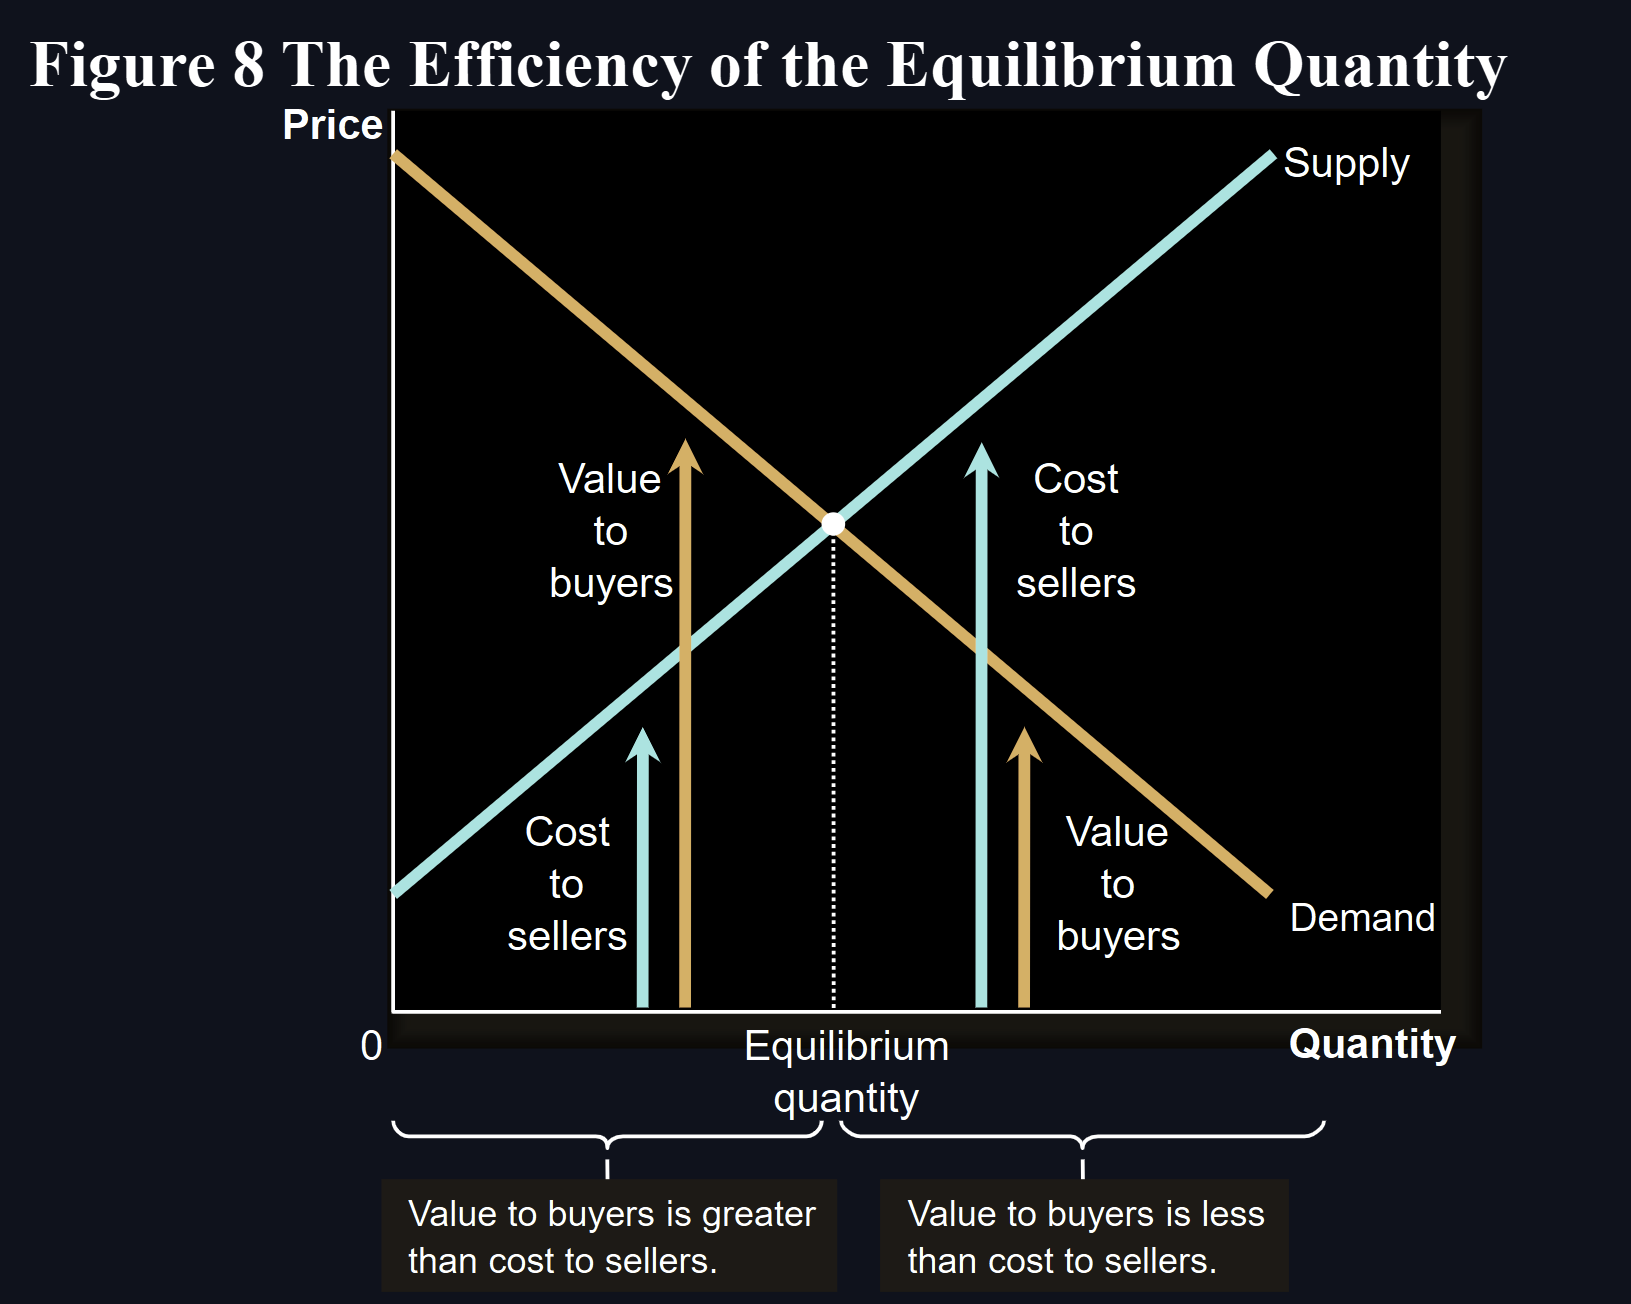 Figure 8 The Efficiency of the Equilibrium Quantity
Price
Supply
Value
to
buyers
Cost
to
sellers
Cost
to
sellers
Value
to
buyers
Demand
0
Equilibrium
quantity
Quantity
Value to buyers is greater
than cost to sellers.
Value to buyers is less
than cost to sellers.